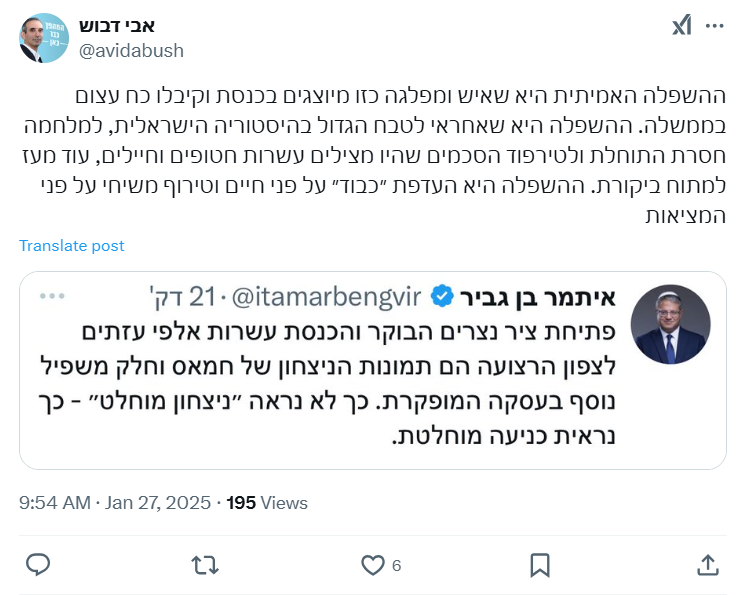 אבי דבוש
@avidabush
ההשפלה האמיתית היא שאיש ומפלגה כזו מיוצגים בכנסת וקיבלו כח עצום
בממשלה. ההשפלה היא שאחראי לטבח הגדול בהיסטוריה הישראלית, למלחמה
חסרת התוחלת ולטירפוד הסכמים שהיו מצילים עשרות חטופים וחיילים, עוד מעז
למתוח ביקורת. ההשפלה היא העדפת "כבוד" על פני חיים וטירוף משיחי על פני
המציאות
Translate post
איתמר בן גביר @itamarbengvir · 21 דק'
פתיחת ציר נצרים הבוקר והכנסת עשרות אלפי עזתים
לצפון הרצועה הם תמונות הניצחון של חמאס וחלק משפיל
נוסף בעסקה המופקרת. כך לא נראה "ניצחון מוחלט" - כך
נראית כניעה מוחלטת.
9:54 AM · Jan 27, 2025 · 195 Views
6